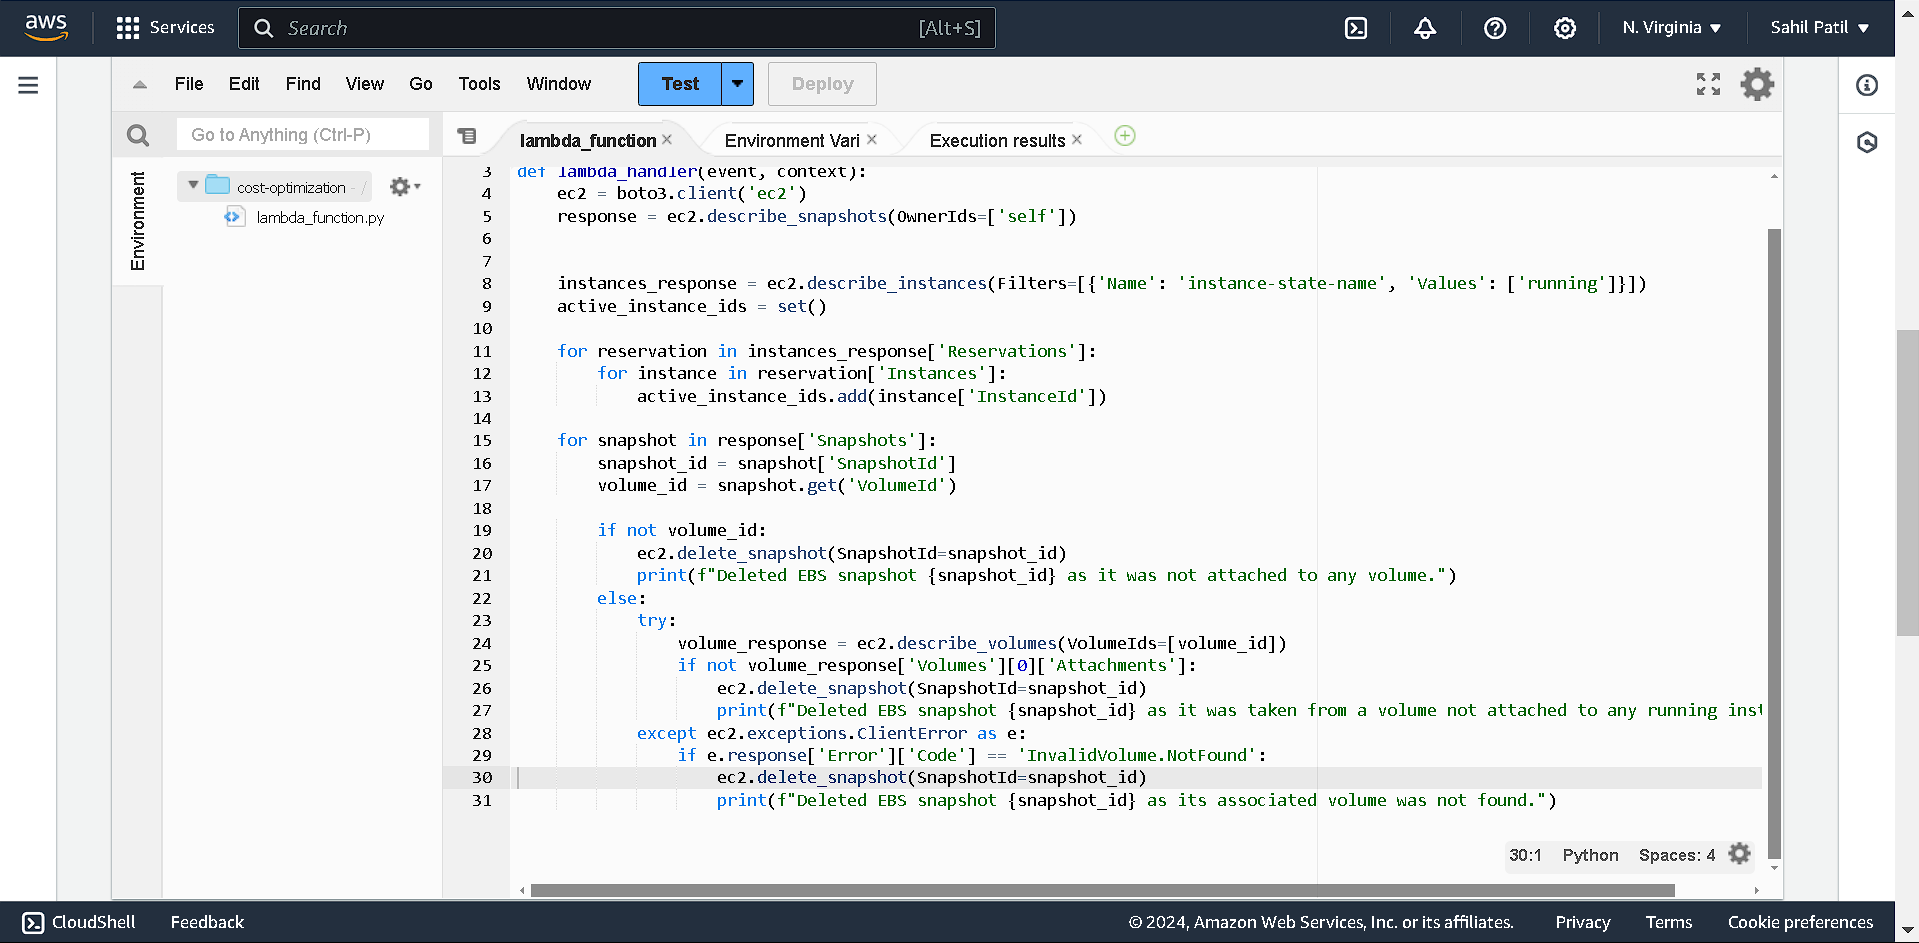 aws Services Search [Alt+S] N. Virginia Sahil Patil
File Edit Find View Go Tools Window Test Deploy
Go to Anything (Ctrl-P) lambda_function Environment Vari Execution results
Environment
cost-optimization - /
lambda_function.py
3 def lambda_handler(event, context):
4 ec2 = boto3.client('ec2')
5 response = ec2.describe_snapshots(OwnerIds=['self'])
6
7
8 instances_response = ec2.describe_instances(Filters=[{'Name': 'instance-state-name', 'Values': ['running']}])
9 active_instance_ids = set()
10
11 for reservation in instances_response['Reservations']:
12 for instance in reservation['Instances']:
13 active_instance_ids.add(instance['InstanceId'])
14
15 for snapshot in response['Snapshots']:
16 snapshot_id = snapshot['SnapshotId']
17 volume_id = snapshot.get('VolumeId')
18
19 if not volume_id:
20 ec2.delete_snapshot(SnapshotId=snapshot_id)
21 print(f"Deleted EBS snapshot {snapshot_id} as it was not attached to any volume.")
22 else:
23 try:
24 volume_response = ec2.describe_volumes(VolumeIds=[volume_id])
25 if not volume_response['Volumes'][0]['Attachments']:
26 ec2.delete_snapshot(SnapshotId=snapshot_id)
27 print(f"Deleted EBS snapshot {snapshot_id} as it was taken from a volume not attached to any running inst
28 except ec2.exceptions.ClientError as e:
29 if e.response['Error']['Code'] == 'InvalidVolume.NotFound':
30 ec2.delete_snapshot(SnapshotId=snapshot_id)
31 print(f"Deleted EBS snapshot {snapshot_id} as its associated volume was not found.")
30:1 Python Spaces: 4
CloudShell Feedback © 2024, Amazon Web Services, Inc. or its affiliates. Privacy Terms Cookie preferences